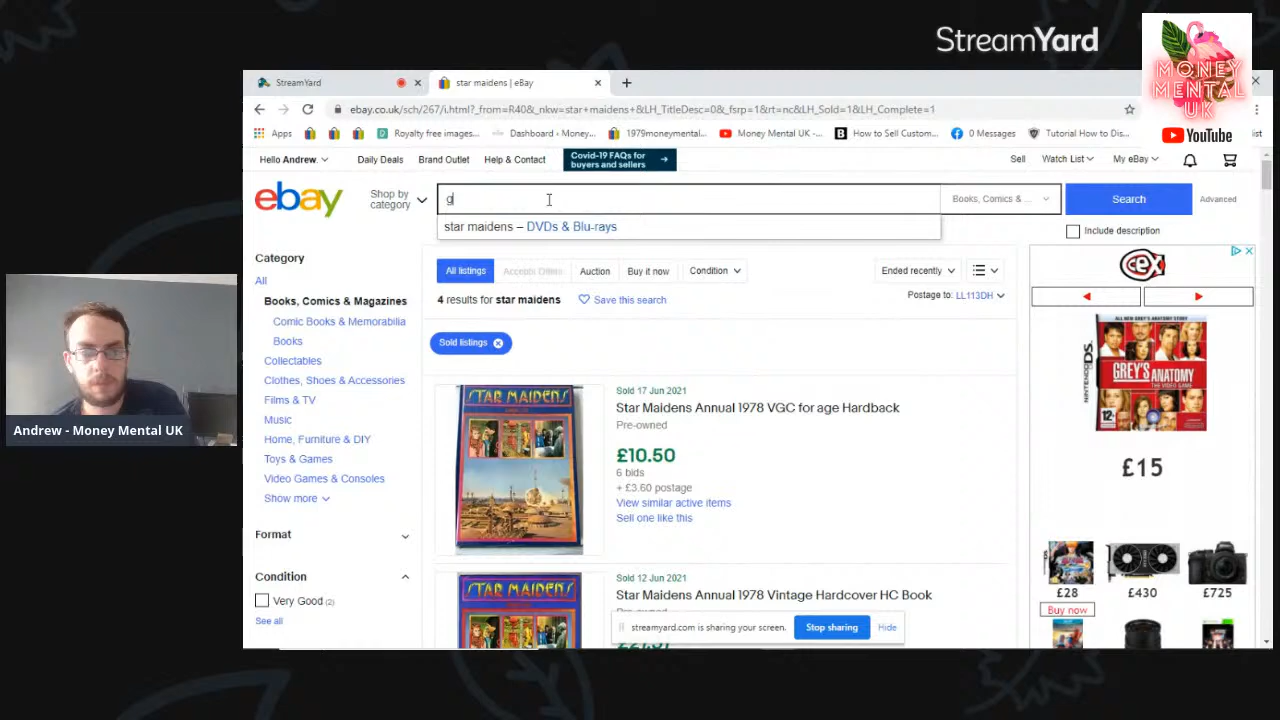 StreamYard
MONEY
MENTAL
UK
YouTube
StreamYard
star maidens | eBay
ebay.co.uk/sch/267/i.html?_from=R40&_nkw=star+maidens+&LH_TitleDesc=0&_fsrp=1&rt=nc&LH_Sold=1&LH_Complete=1
Apps
Royalty free images...
Dashboard ‹ Money...
1979moneymental...
Money Mental UK -...
How to Sell Custom...
0 Messages
Tutorial How to Dis...
list
Hello Andrew.
Daily Deals
Brand Outlet
Help & Contact
Covid-19 FAQs for
buyers and sellers
Sell
Watch List
My eBay
ebay
Shop by
category
g
Books, Comics & ...
Search
Advanced
star maidens – DVDs & Blu-rays
Include description
Category
All
Books, Comics & Magazines
Comic Books & Memorabilia
Books
Collectables
Clothes, Shoes & Accessories
Films & TV
Music
Home, Furniture & DIY
Toys & Games
Video Games & Consoles
Show more
Format
Condition
Very Good (2)
See all
All listings
Accepts Offers
Auction
Buy it now
Condition
Ended recently
4 results for star maidens
Save this search
Postage to: LL113DH
Sold listings
STAR MAIDENS
Sold 17 Jun 2021
Star Maidens Annual 1978 VGC for age Hardback
Pre-owned
£10.50
6 bids
+ £3.60 postage
View similar active items
Sell one like this
STAR MAIDENS
Sold 12 Jun 2021
Star Maidens Annual 1978 Vintage Hardcover HC Book
streamyard.com is sharing your screen.
Stop sharing
Hide
cex
NINTENDO DS
GREY'S
ANATOMY
THE VIDEO GAME
£15
£28
£430
£725
Buy now
Andrew - Money Mental UK